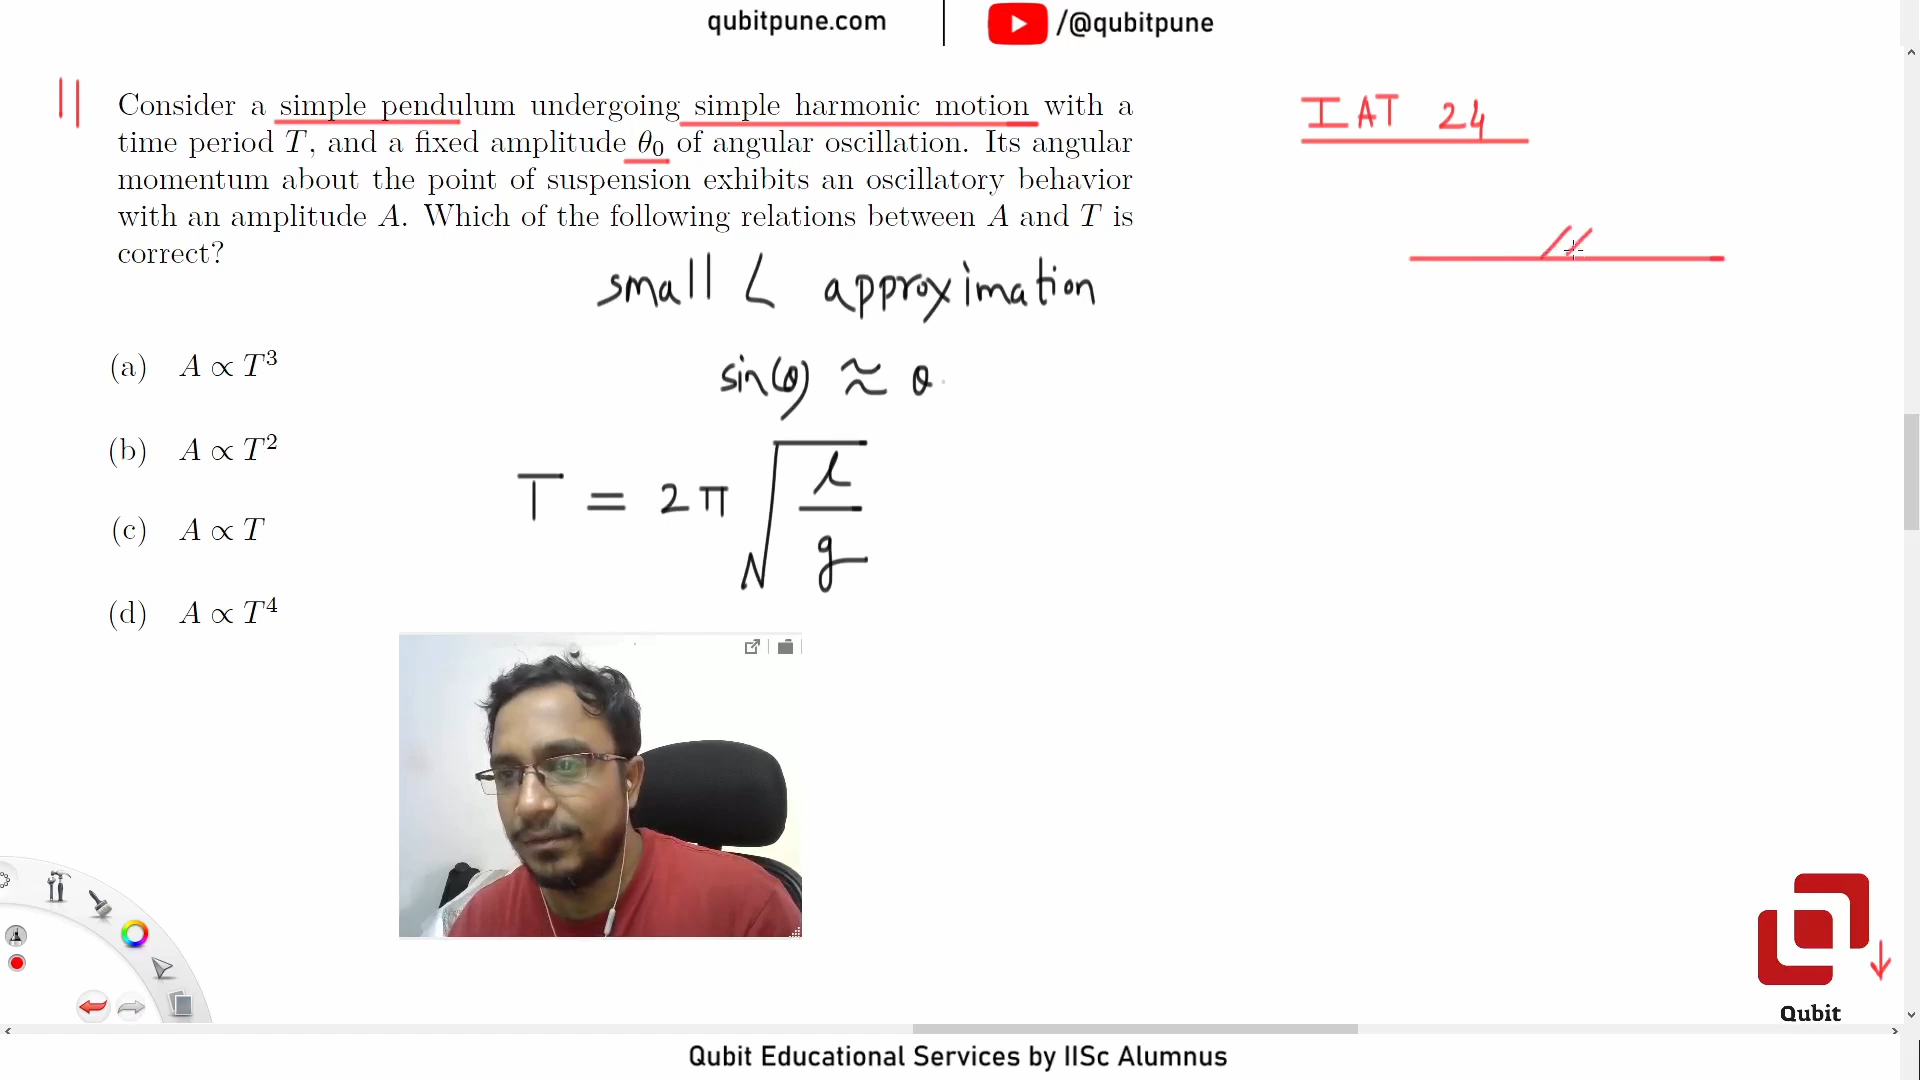 qubitpune.com | /@qubitpune
11
Consider a simple pendulum undergoing simple harmonic motion with a
time period T, and a fixed amplitude θ₀ of angular oscillation. Its angular
momentum about the point of suspension exhibits an oscillatory behavior
with an amplitude A. Which of the following relations between A and T is
correct?
IAT 24
small ∠ approximation
sin(θ) ≈ θ
T = 2π √(l/g)
(a) A ∝ T³
(b) A ∝ T²
(c) A ∝ T
(d) A ∝ T⁴
Qubit
Qubit Educational Services by IISc Alumnus